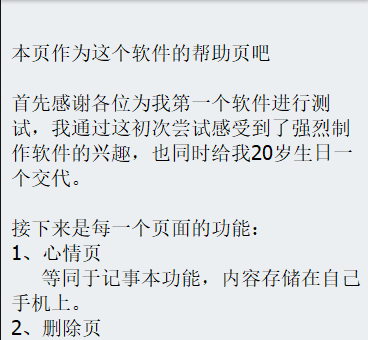 本页作为这个软件的帮助页吧
首先感谢各位为我第一个软件进行测
试，我通过这初次尝试感受到了强烈制
作软件的兴趣，也同时给我20岁生日一
个交代。
接下来是每一个页面的功能：
1、心情页
等同于记事本功能，内容存储在自己
手机上。
2、删除页